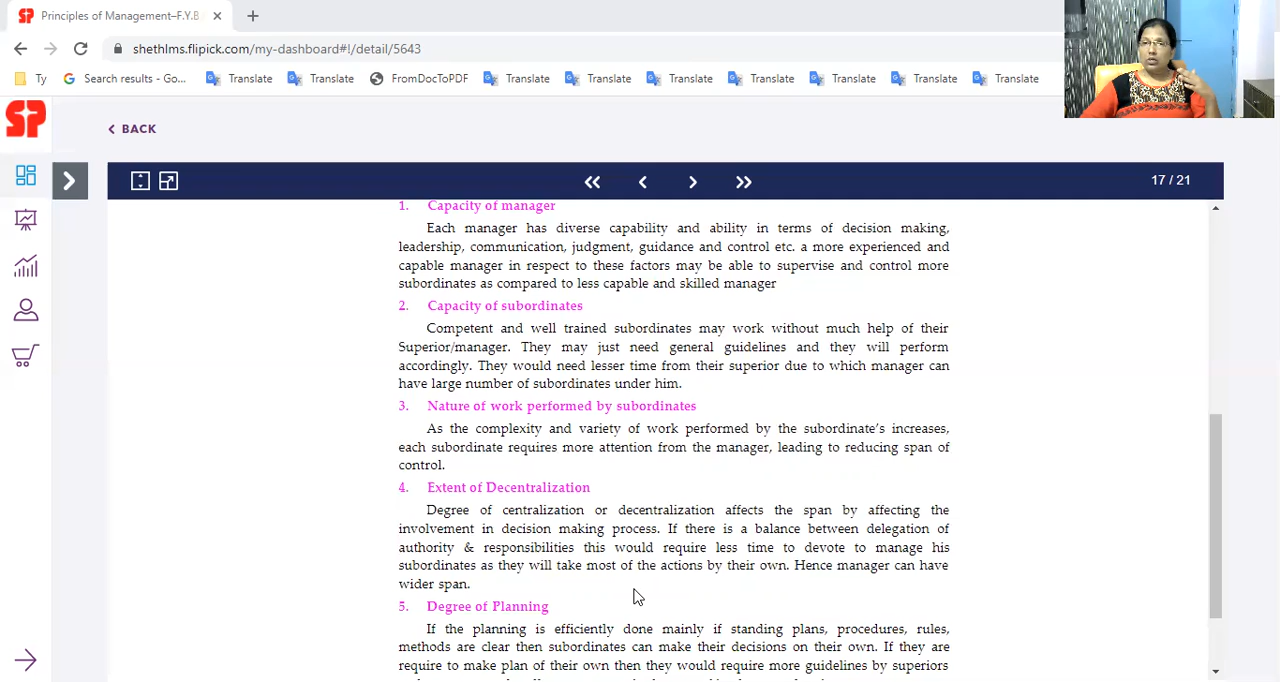 Principles of Management–F.Y.B
shethlms.flipick.com/my-dashboard#!/detail/5643
Ty
Search results - Go...
Translate
Translate
FromDocToPDF
Translate
Translate
Translate
Translate
Translate
Translate
Translate
SP
BACK
17 / 21
1. Capacity of manager
Each manager has diverse capability and ability in terms of decision making,
leadership, communication, judgment, guidance and control etc. a more experienced and
capable manager in respect to these factors may be able to supervise and control more
subordinates as compared to less capable and skilled manager
2. Capacity of subordinates
Competent and well trained subordinates may work without much help of their
Superior/manager. They may just need general guidelines and they will perform
accordingly. They would need lesser time from their superior due to which manager can
have large number of subordinates under him.
3. Nature of work performed by subordinates
As the complexity and variety of work performed by the subordinate's increases,
each subordinate requires more attention from the manager, leading to reducing span of
control.
4. Extent of Decentralization
Degree of centralization or decentralization affects the span by affecting the
involvement in decision making process. If there is a balance between delegation of
authority & responsibilities this would require less time to devote to manage his
subordinates as they will take most of the actions by their own. Hence manager can have
wider span.
5. Degree of Planning
If the planning is efficiently done mainly if standing plans, procedures, rules,
methods are clear then subordinates can make their decisions on their own. If they are
require to make plan of their own then they would require more guidelines by superiors